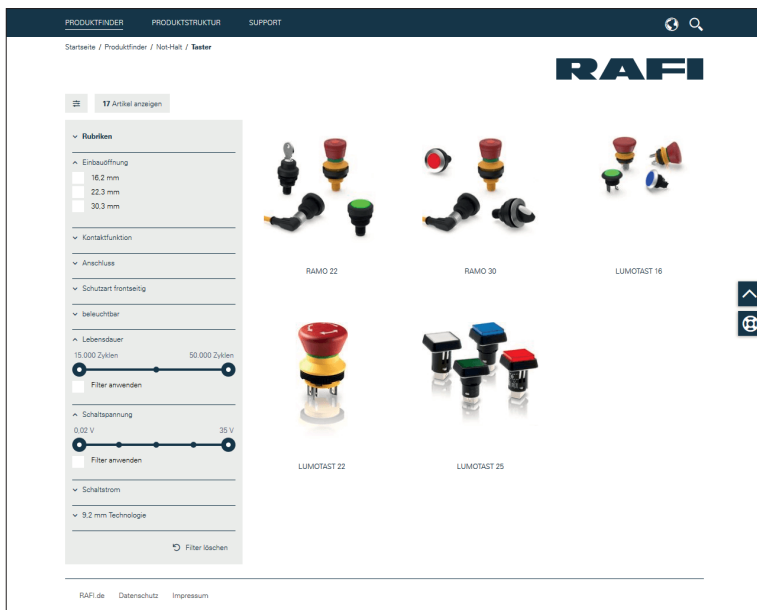 PRODUKTFINDER PRODUKTSTRUKTUR SUPPORT
Startseite / Produktfinder / Not-Halt / Taster
RAFI
17 Artikel anzeigen
Rubriken
Einbauöffnung
16,2 mm
22,3 mm
30,3 mm
Kontaktfunktion
Anschluss
Schutzart frontseitig
beleuchtbar
Lebensdauer
15.000 Zyklen 50.000 Zyklen
Filter anwenden
Schaltspannung
0,02 V 35 V
Filter anwenden
Schaltstrom
9.2 mm Technologie
Filter löschen
RAMO 22 RAMO 30 LUMOTAST 16
LUMOTAST 22 LUMOTAST 25
RAFI.de Datenschutz Impressum